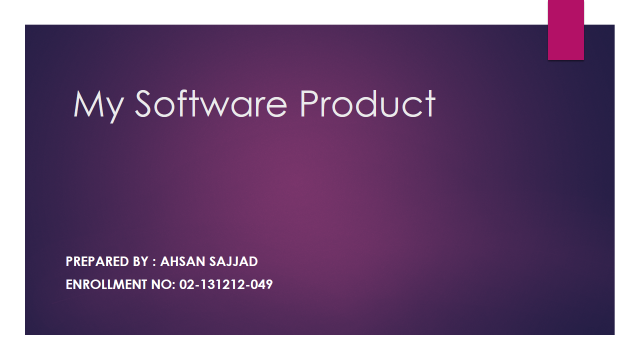 My Software Product
PREPARED BY : AHSAN SAJJAD
ENROLLMENT NO: 02-131212-049